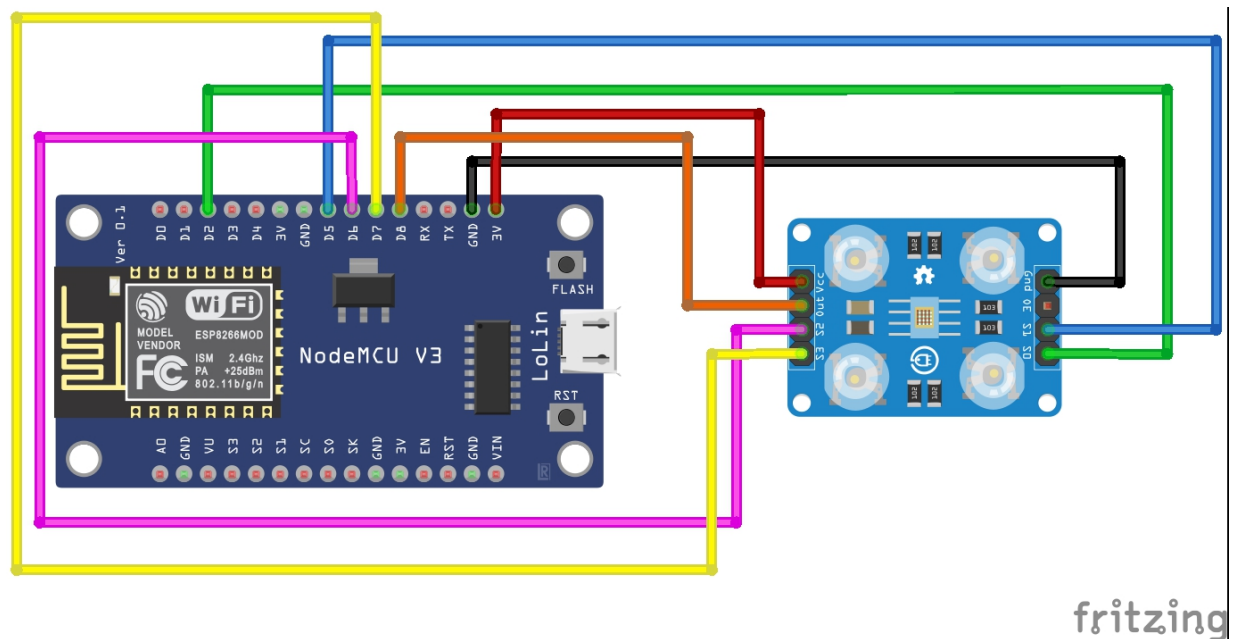 Ver 0.1
D0 D1 D2 D3 D4 3V GND D5 D6 D7 D8 RX TX GND 3V
FLASH
WiFi
MODEL
VENDOR
ESP8266MOD
FC
ISM 2.4Ghz
PA +25dBm
802.11b/g/n
NodeMCU V3
LoLin
RST
A0 GND VU S3 S2 S1 SC S0 SK GND 3V EN RST GND VIN
R
Vcc
Out
S2
S3
102 102
103
103
102 102
Gnd
OE
S1
S0
fritzing